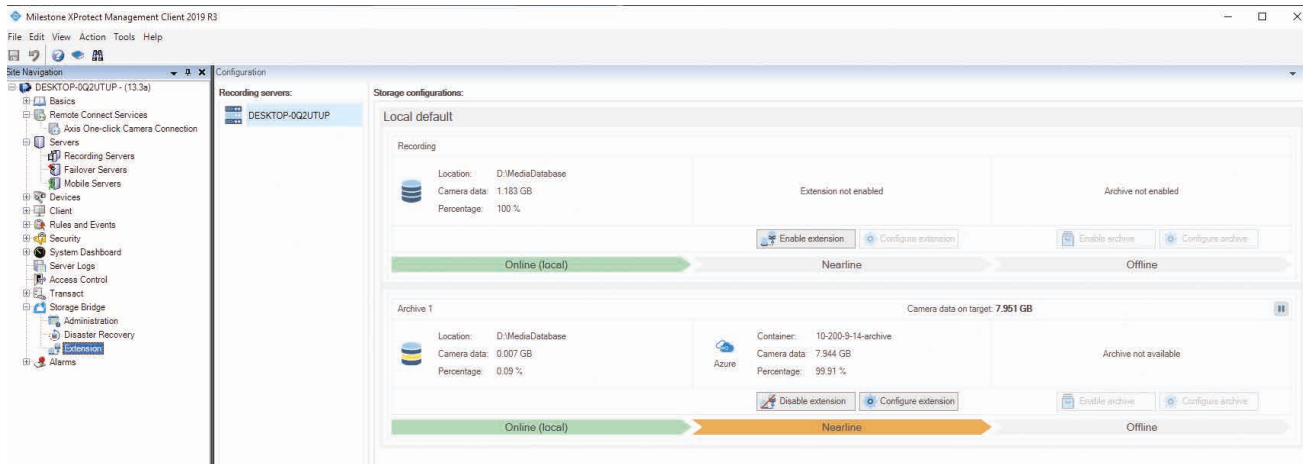 Milestone XProtect Management Client 2019 R3
File Edit View Action Tools Help
Site Navigation
DESKTOP-0Q2UTUP - (13.3a)
Basics
Remote Connect Services
Axis One-click Camera Connection
Servers
Recording Servers
Failover Servers
Mobile Servers
Devices
Client
Rules and Events
Security
System Dashboard
Server Logs
Access Control
Transact
Storage Bridge
Administration
Disaster Recovery
Extension
Alarms
Configuration
Recording servers:
DESKTOP-0Q2UTUP
Storage configurations:
Local default
Recording
Location: D:\MediaDatabase
Camera data: 1.183 GB
Percentage: 100 %
Extension not enabled
Archive not enabled
Enable extension Configure extension Enable archive Configure archive
Online (local) Nearline Offline
Archive 1 Camera data on target: 7.951 GB
Location: D:\MediaDatabase
Camera data: 0.007 GB
Percentage: 0.09 %
Azure
Container: 10-200-9-14-archive
Camera data: 7.944 GB
Percentage: 99.91 %
Archive not available
Disable extension Configure extension Enable archive Configure archive
Online (local) Nearline Offline